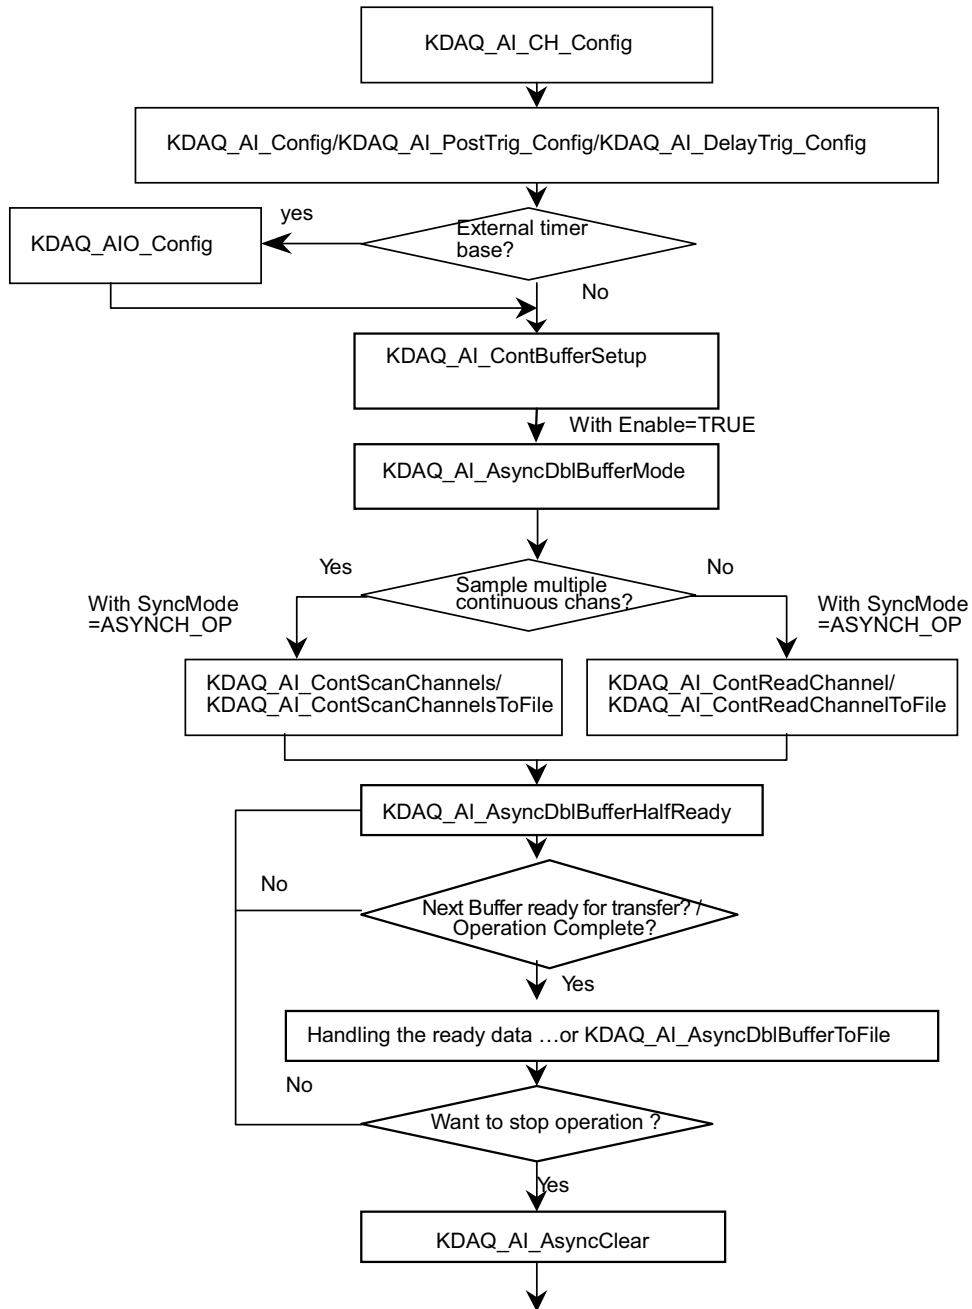 KDAQ_AI_CH_Config
KDAQ_AI_Config/KDAQ_AI_PostTrig_Config/KDAQ_AI_DelayTrig_Config
yes
External timer
base?
KDAQ_AIO_Config
No
KDAQ_AI_ContBufferSetup
With Enable=TRUE
KDAQ_AI_AsyncDblBufferMode
Yes
No
Sample multiple
continuous chans?
With SyncMode
=ASYNCH_OP
With SyncMode
=ASYNCH_OP
KDAQ_AI_ContScanChannels/
KDAQ_AI_ContScanChannelsToFile
KDAQ_AI_ContReadChannel/
KDAQ_AI_ContReadChannelToFile
KDAQ_AI_AsyncDblBufferHalfReady
No
Next Buffer ready for transfer? /
Operation Complete?
Yes
Handling the ready data …or KDAQ_AI_AsyncDblBufferToFile
No
Want to stop operation ?
Yes
KDAQ_AI_AsyncClear